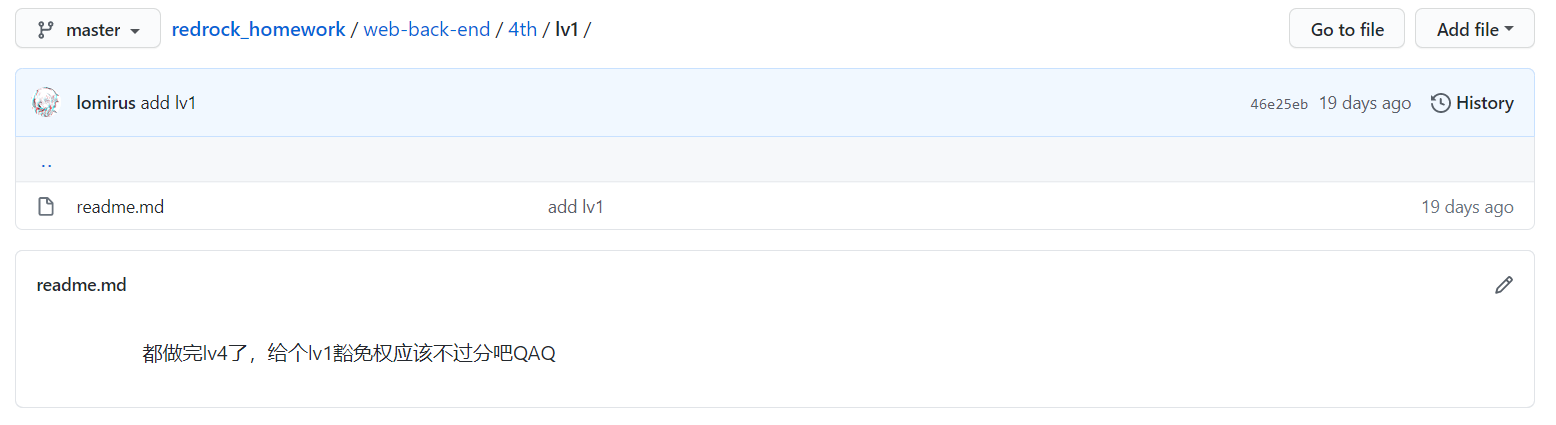 master redrock_homework / web-back-end / 4th / lv1 / Go to file Add file
lomirus add lv1 46e25eb 19 days ago History
..
readme.md add lv1 19 days ago
readme.md
都做完lv4了，给个lv1豁免权应该不过分吧QAQ